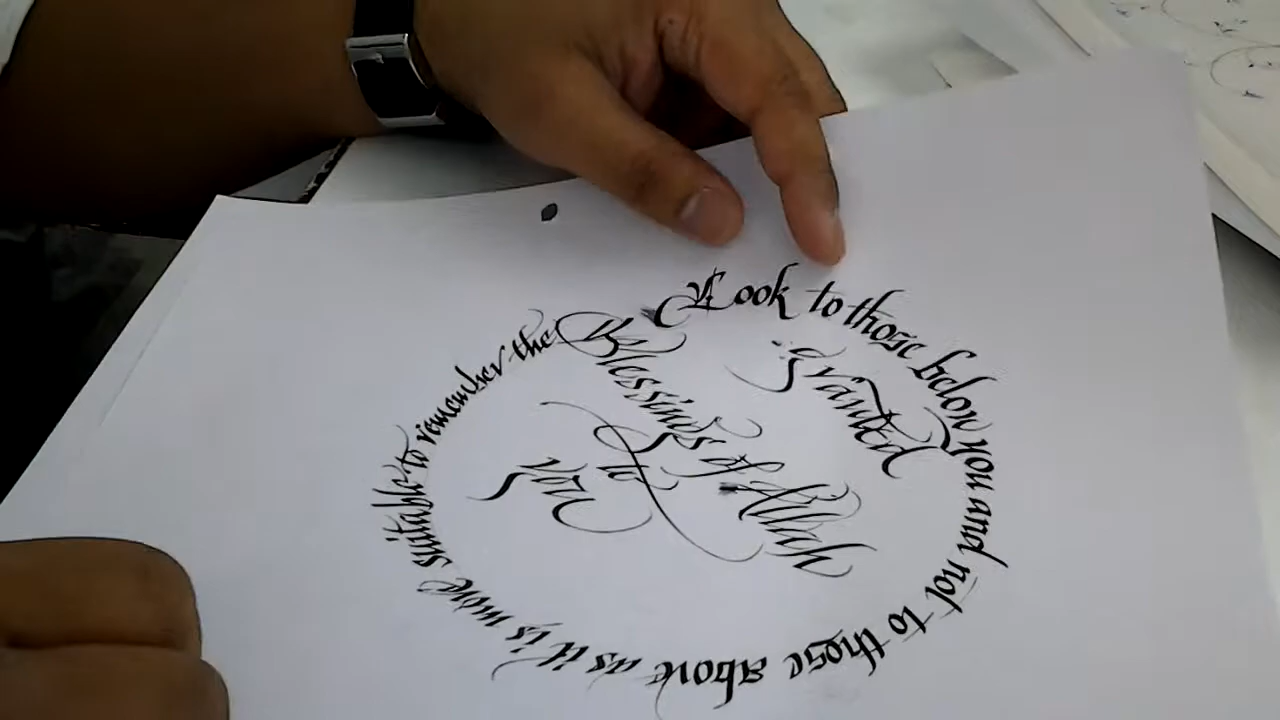 Look to those below you and not to those above as it is more suitable to remember the
Blessings of Allah
granted
to
you